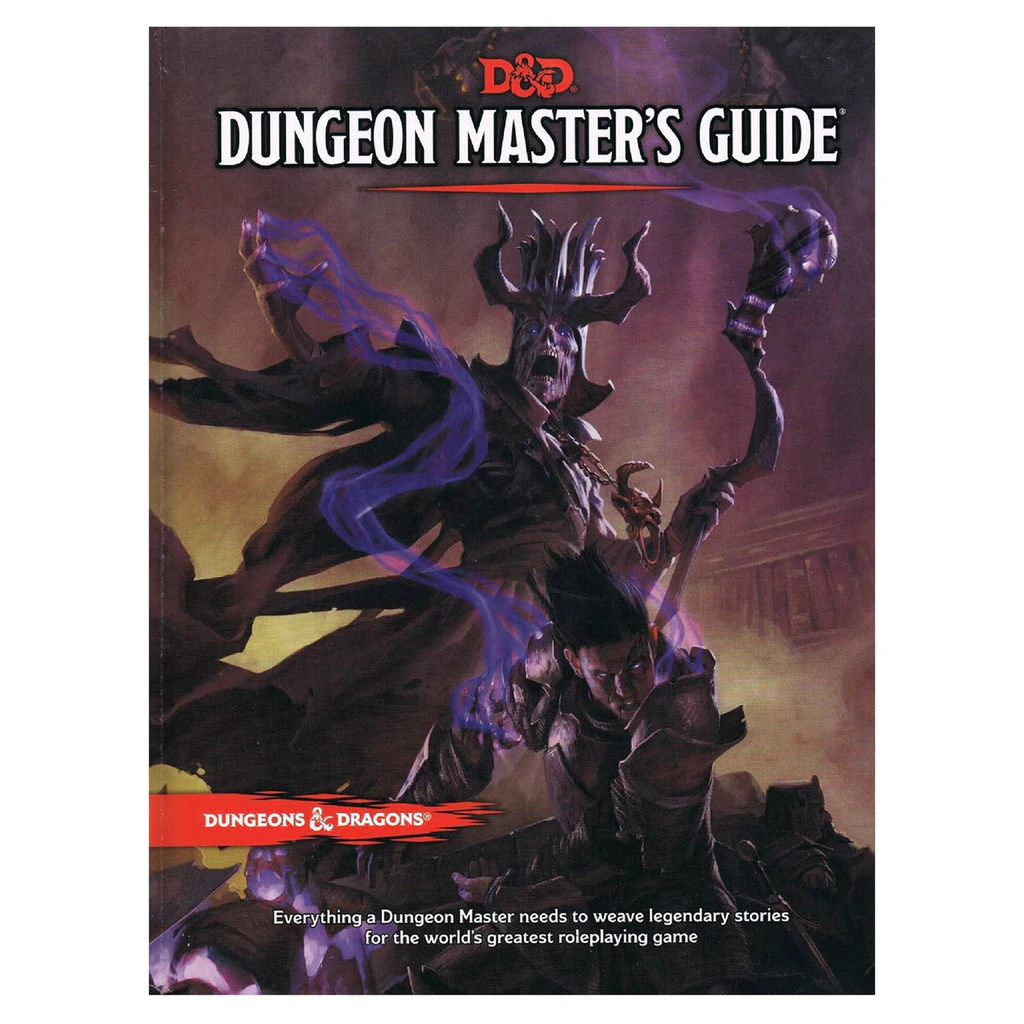 D&D®
DUNGEON MASTER'S GUIDE®
DUNGEONS & DRAGONS®
Everything a Dungeon Master needs to weave legendary stories
for the world's greatest roleplaying game